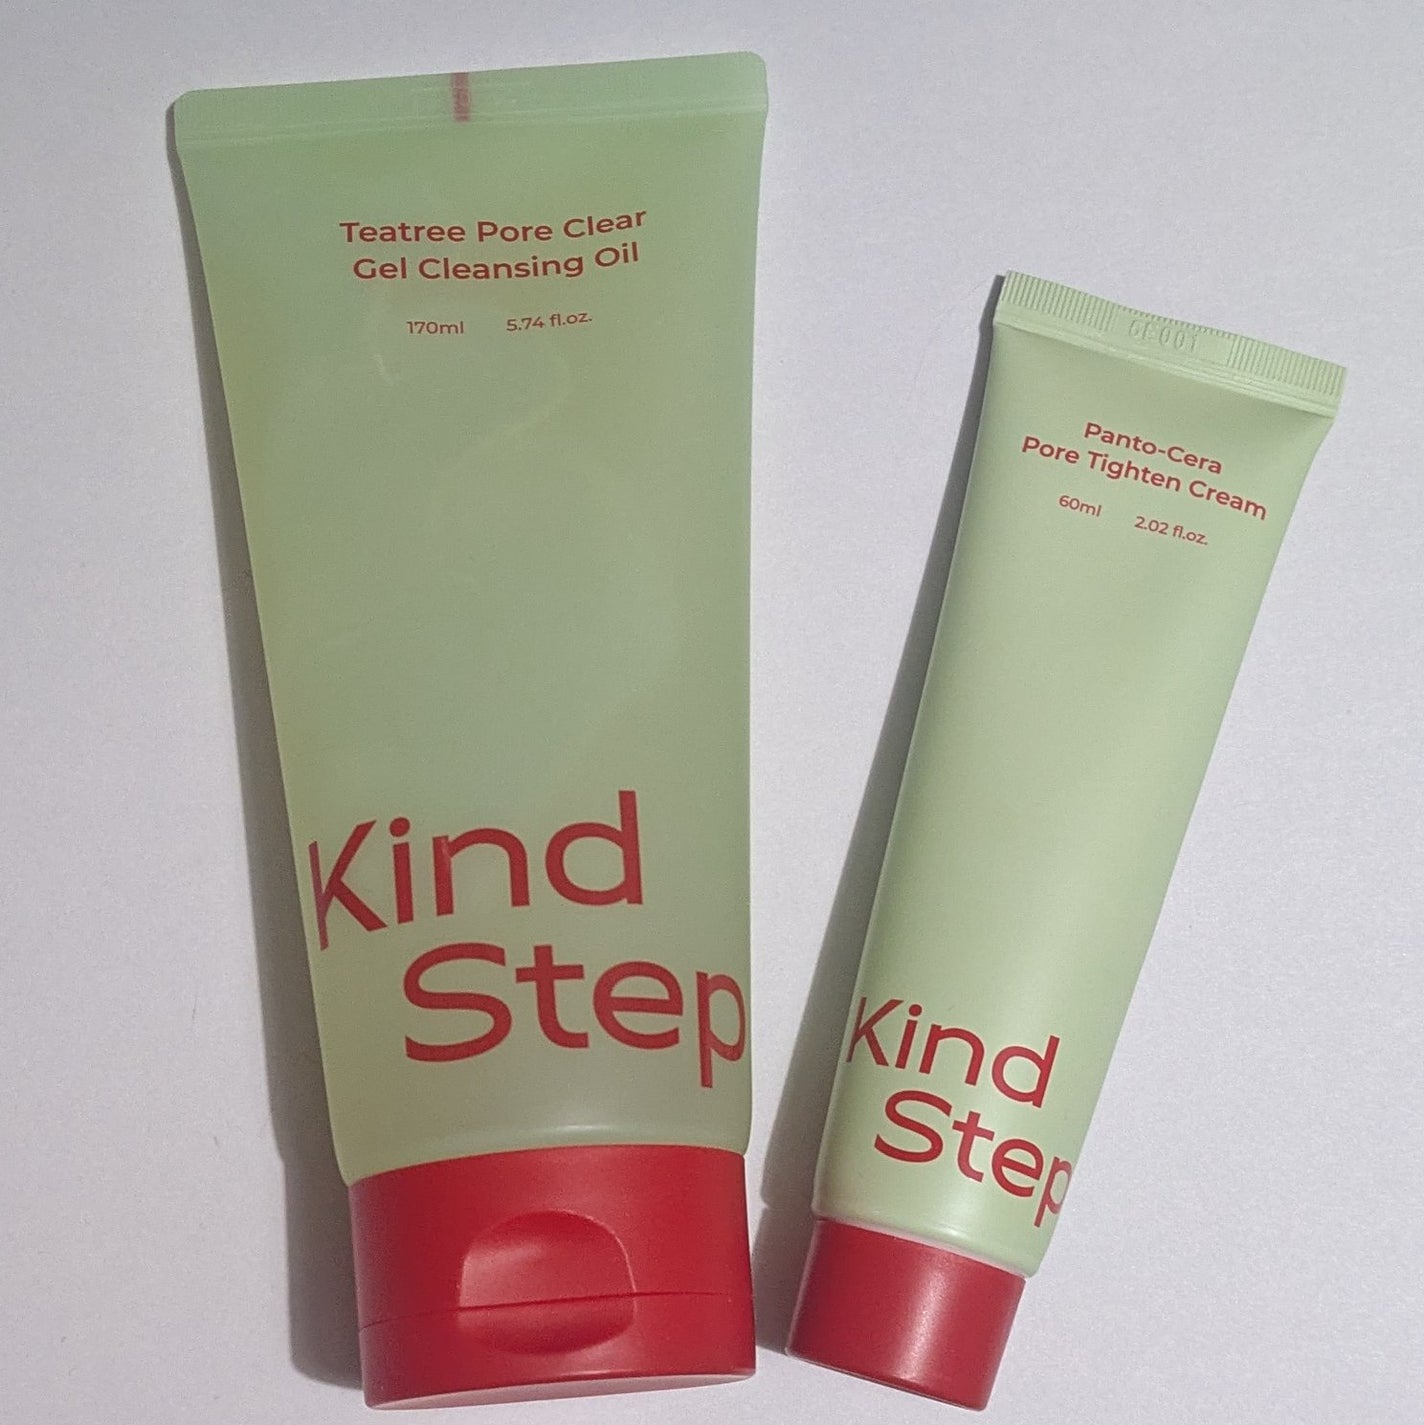 Teatree Pore Clear
Gel Cleansing Oil
170ml 5.74 fl.oz.
Kind
Step
Panto-Cera
Pore Tighten Cream
60ml 2.02 fl.oz.
Kind
Step